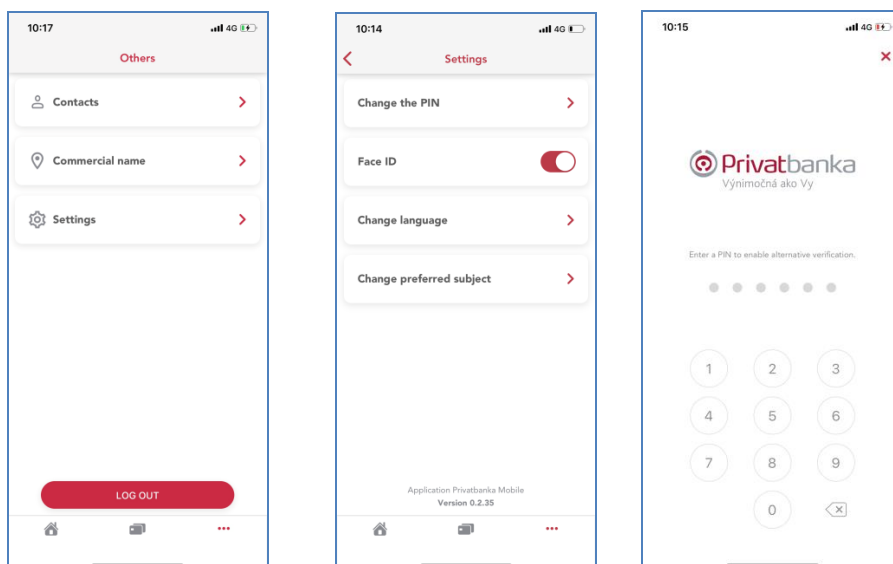 10:17
4G
Others
Contacts
Commercial name
Settings
LOG OUT
10:14
4G
Settings
Change the PIN
Face ID
Change language
Change preferred subject
Application Privatbanka Mobile
Version 0.2.35
10:15
4G
Privatbanka
Výnimočná ako Vy
Enter a PIN to enable alternative verification.
1 2 3
4 5 6
7 8 9
0